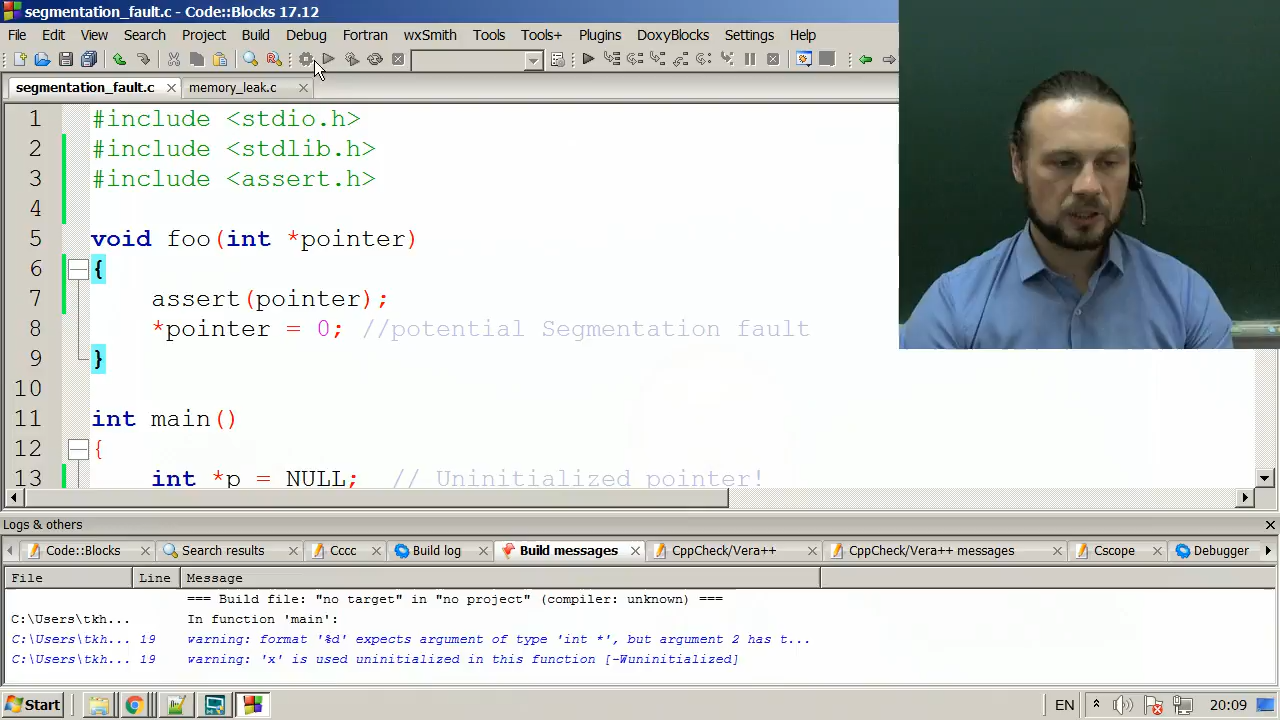 segmentation_fault.c - Code::Blocks 17.12
File Edit View Search Project Build Debug Fortran wxSmith Tools Tools+ Plugins DoxyBlocks Settings Help
segmentation_fault.c memory_leak.c
1 #include <stdio.h>
2 #include <stdlib.h>
3 #include <assert.h>
4
5 void foo(int *pointer)
6 {
7 assert(pointer);
8 *pointer = 0; //potential Segmentation fault
9 }
10
11 int main()
12 {
13 int *p = NULL; // Uninitialized pointer!
Logs & others
Code::Blocks Search results Cccc Build log Build messages CppCheck/Vera++ CppCheck/Vera++ messages Cscope Debugger
File Line Message
=== Build file: "no target" in "no project" (compiler: unknown) ===
C:\Users\tkh... In function 'main':
C:\Users\tkh... 19 warning: format '%d' expects argument of type 'int *', but argument 2 has t...
C:\Users\tkh... 19 warning: 'x' is used uninitialized in this function [-Wuninitialized]
Start EN 20:09